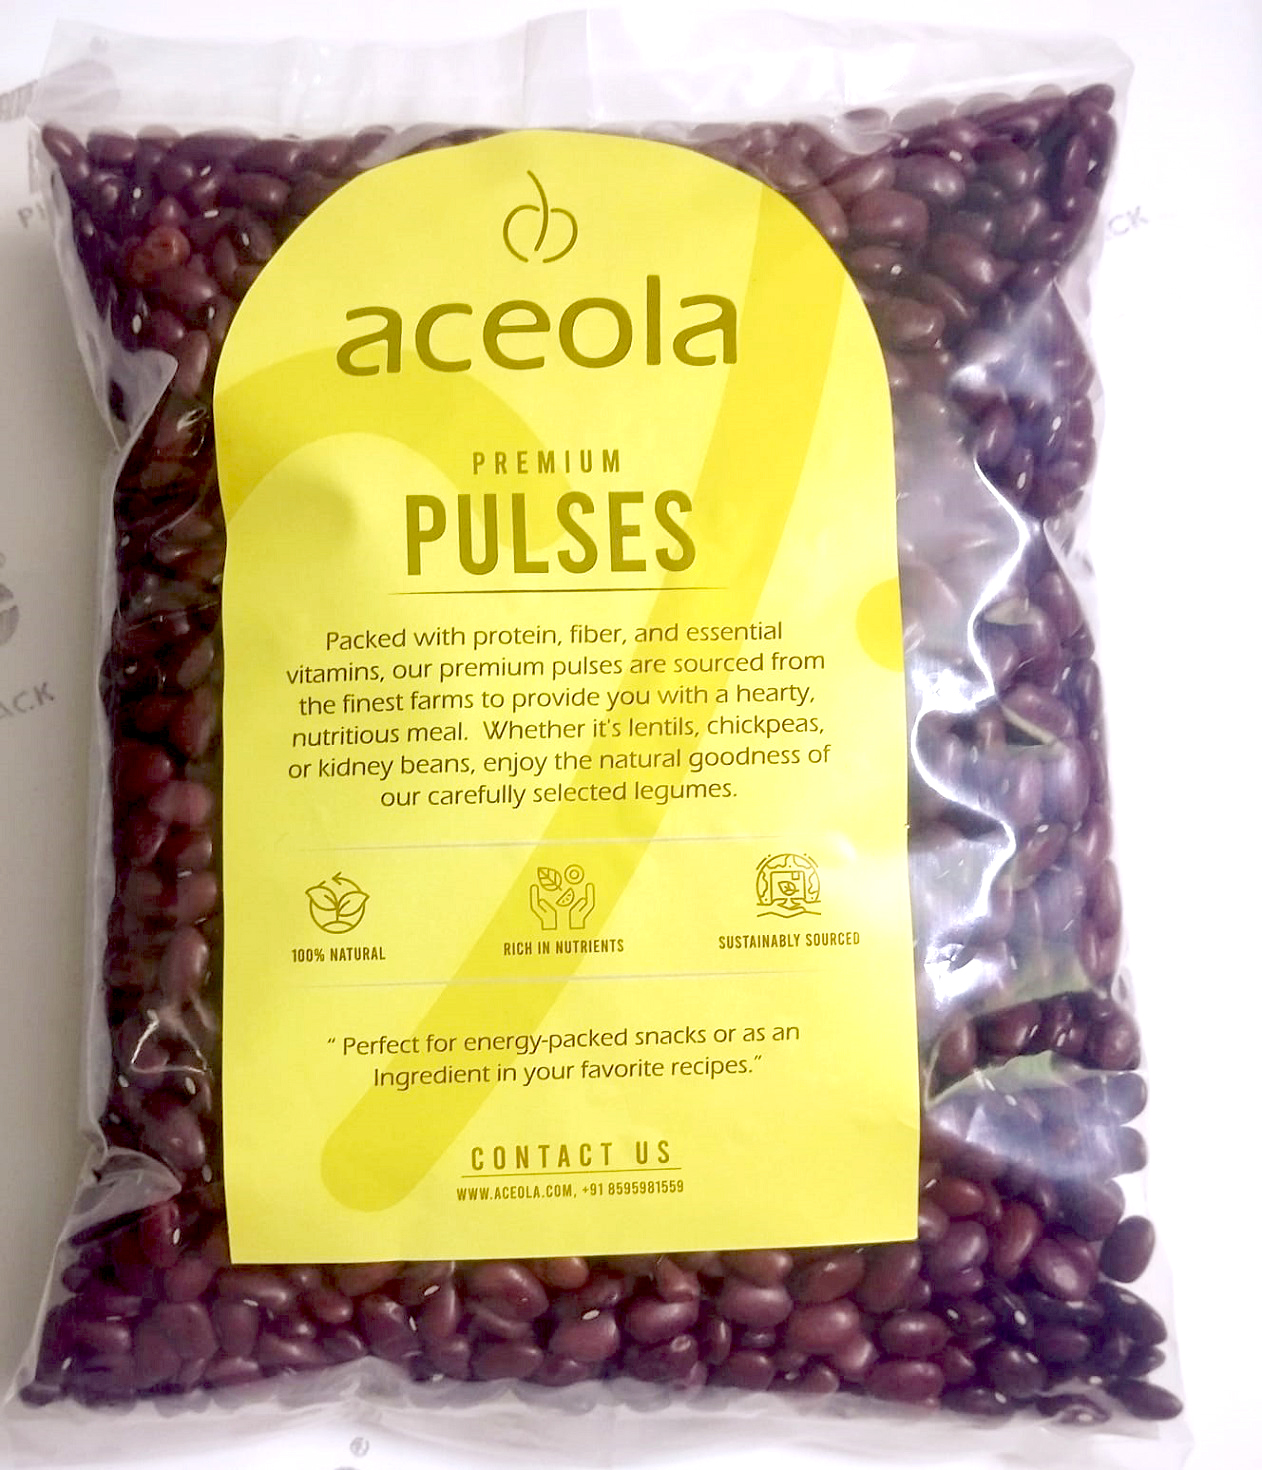 aceola
PREMIUM
PULSES
Packed with protein, fiber, and essential
vitamins, our premium pulses are sourced from
the finest farms to provide you with a hearty,
nutritious meal. Whether it's lentils, chickpeas,
or kidney beans, enjoy the natural goodness of
our carefully selected legumes.
100% NATURAL
RICH IN NUTRIENTS
SUSTAINABLY SOURCED
“ Perfect for energy-packed snacks or as an
Ingredient in your favorite recipes.”
CONTACT US
WWW.ACEOLA.COM, +91 8595981559